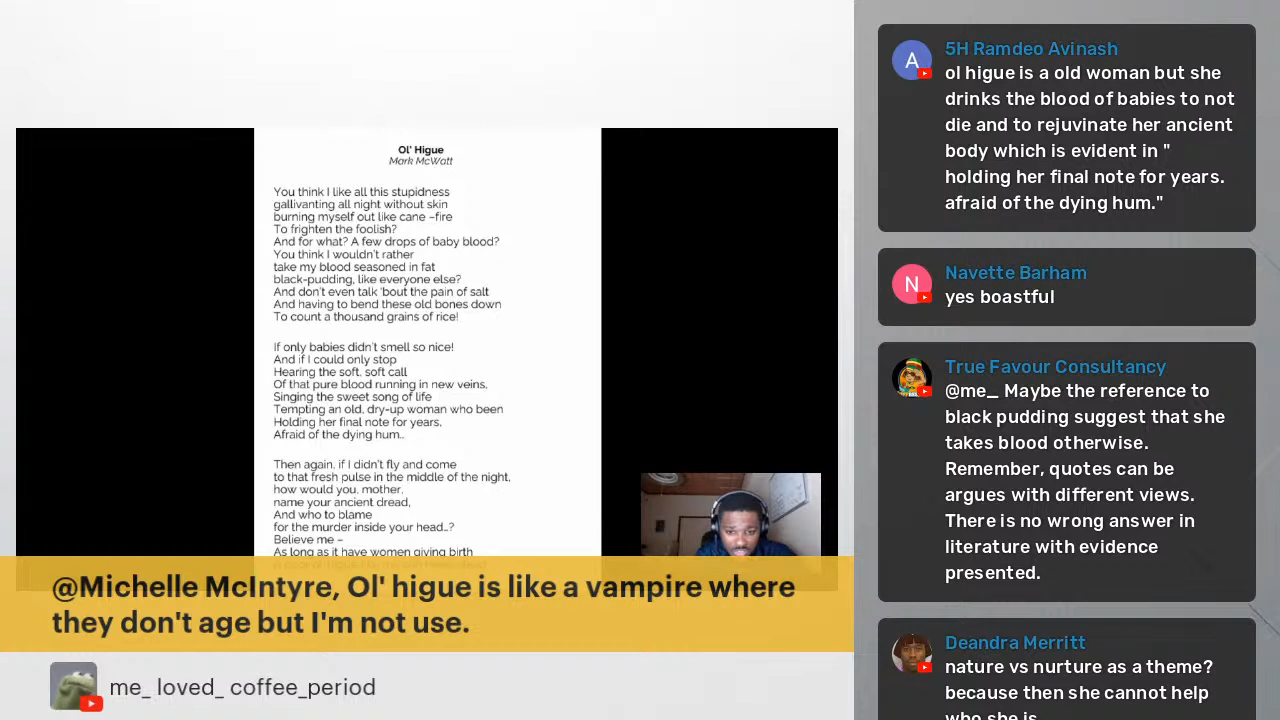 Ol' Higue
Mark McWatt
You think I like all this stupidness
gallivanting all night without skin
burning myself out like cane –fire
To frighten the foolish?
And for what? A few drops of baby blood?
You think I wouldn't rather
take my blood seasoned in fat
black-pudding, like everyone else?
And don't even talk 'bout the pain of salt
And having to bend these old bones down
To count a thousand grains of rice!
If only babies didn't smell so nice!
And if I could only stop
Hearing the soft, soft call
Of that pure blood running in new veins,
Singing the sweet song of life
Tempting an old, dry-up woman who been
Holding her final note for years,
Afraid of the dying hum…
Then again, if I didn't fly and come
to that fresh pulse in the middle of the night,
how would you, mother,
name your ancient dread,
And who to blame
for the murder inside your head…?
Believe me –
As long as it have women giving birth
@Michelle McIntyre, Ol' higue is like a vampire where
they don't age but I'm not use.
me_ loved_ coffee_period
A
5H Ramdeo Avinash
ol higue is a old woman but she
drinks the blood of babies to not
die and to rejuvinate her ancient
body which is evident in "
holding her final note for years.
afraid of the dying hum."
N
Navette Barham
yes boastful
True Favour Consultancy
@me_ Maybe the reference to
black pudding suggest that she
takes blood otherwise.
Remember, quotes can be
argues with different views.
There is no wrong answer in
literature with evidence
presented.
Deandra Merritt
nature vs nurture as a theme?
because then she cannot help
who she is